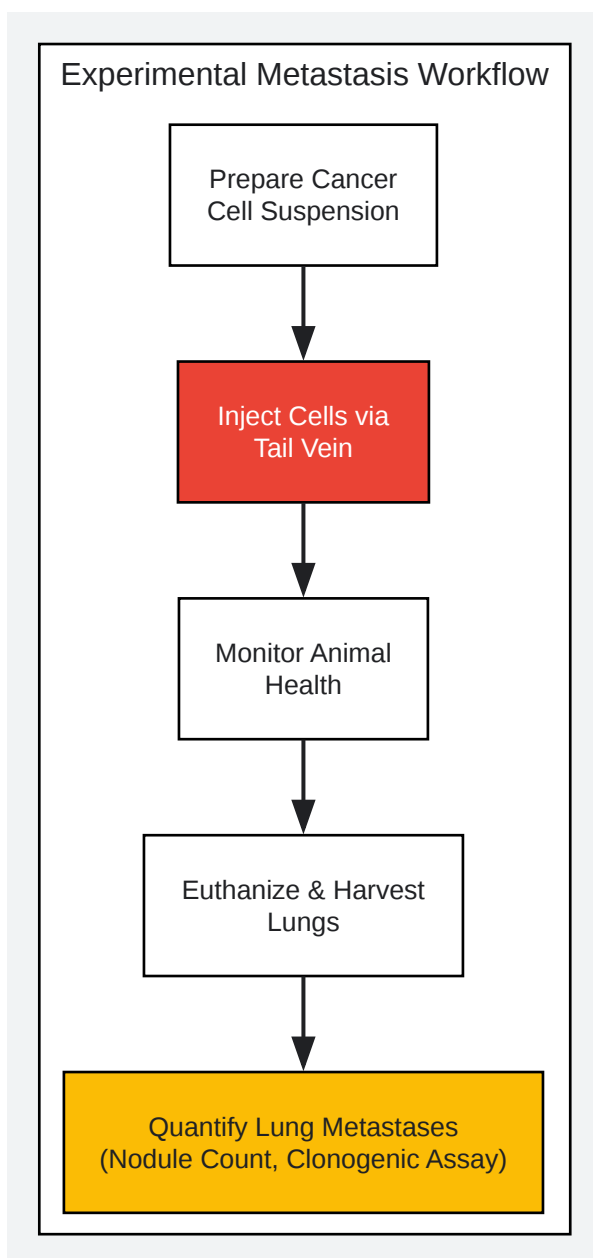 Experimental Metastasis Workflow
Prepare Cancer
Cell Suspension
Inject Cells via
Tail Vein
Monitor Animal
Health
Euthanize & Harvest
Lungs
Quantify Lung Metastases
(Nodule Count, Clonogenic Assay)